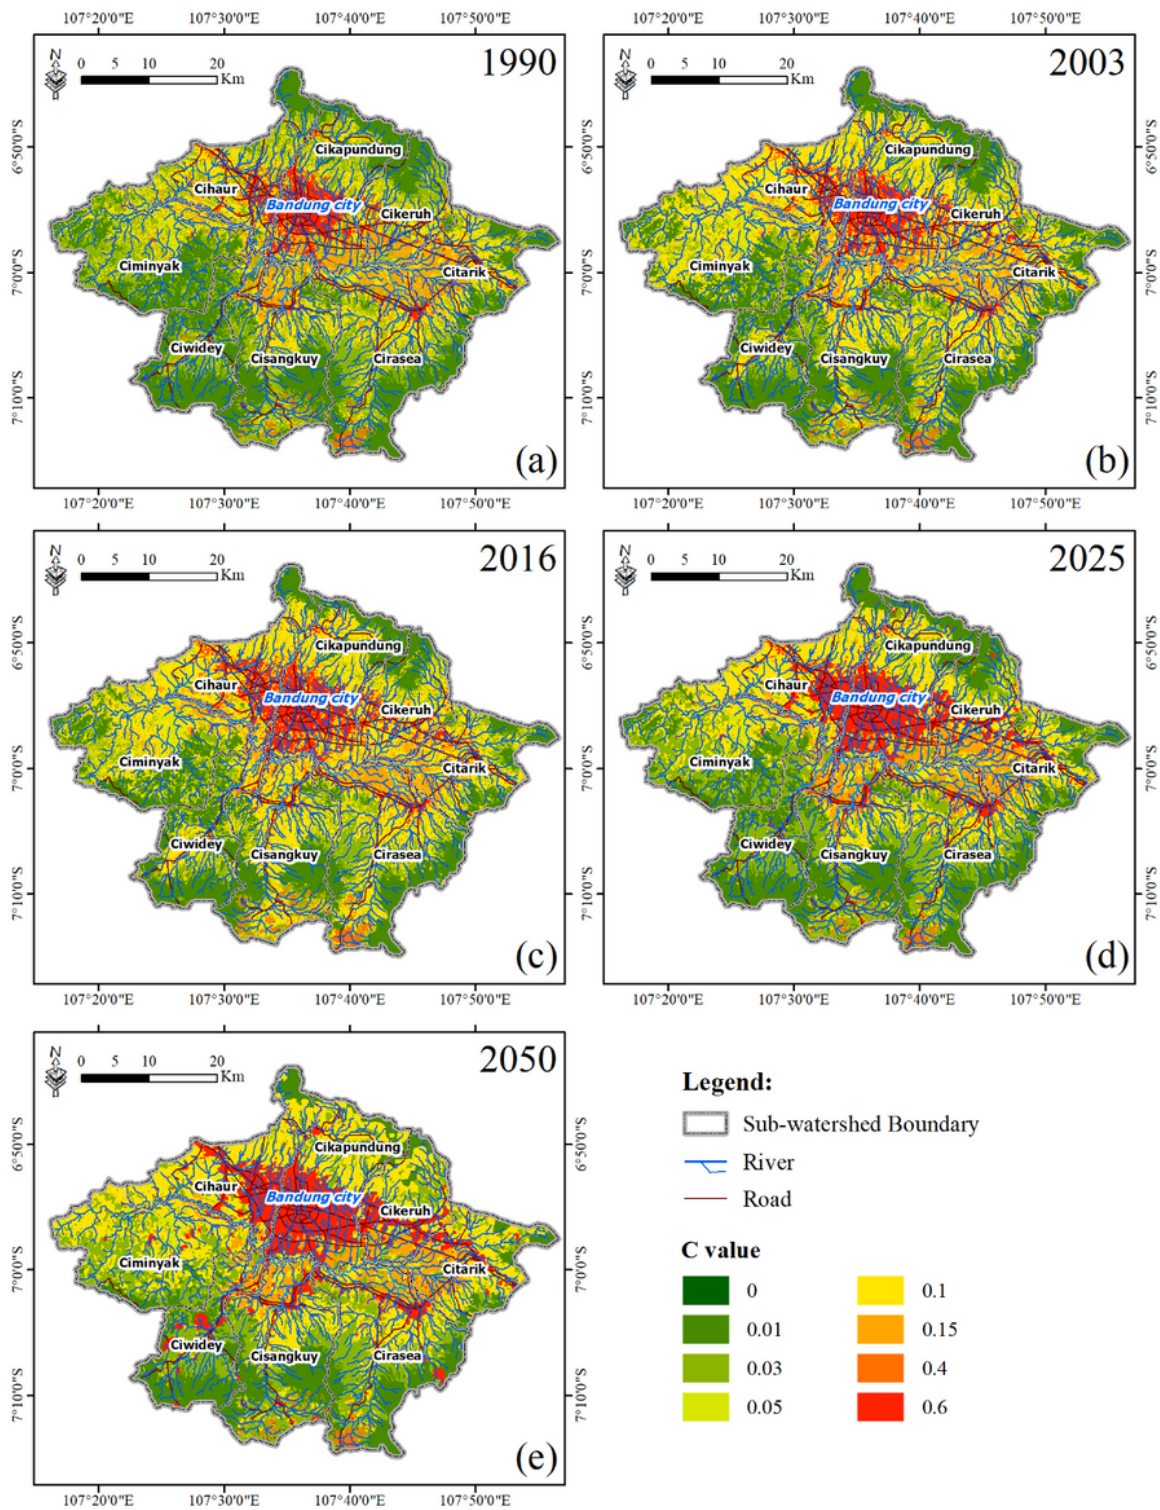 107°20'0"E 107°30'0"E 107°40'0"E 107°50'0"E
107°20'0"E 107°30'0"E 107°40'0"E 107°50'0"E
N
0 5 10 20
Km
1990
6°50'0"S
7°0'0"S
7°10'0"S
Cikapundung
Cihaur
Bandung city
Cikeruh
Ciminyak
Citarik
Ciwidey
Cisangkuy
Cirasea
(a)
N
0 5 10 20
Km
2003
6°50'0"S
7°0'0"S
7°10'0"S
Cikapundung
Cihaur
Bandung city
Cikeruh
Ciminyak
Citarik
Ciwidey
Cisangkuy
Cirasea
(b)
107°20'0"E 107°30'0"E 107°40'0"E 107°50'0"E
107°20'0"E 107°30'0"E 107°40'0"E 107°50'0"E
N
0 5 10 20
Km
2016
6°50'0"S
7°0'0"S
7°10'0"S
Cikapundung
Cihaur
Bandung city
Cikeruh
Ciminyak
Citarik
Ciwidey
Cisangkuy
Cirasea
(c)
N
0 5 10 20
Km
2025
6°50'0"S
7°0'0"S
7°10'0"S
Cikapundung
Cihaur
Bandung city
Cikeruh
Ciminyak
Citarik
Ciwidey
Cisangkuy
Cirasea
(d)
107°20'0"E 107°30'0"E 107°40'0"E 107°50'0"E
107°20'0"E 107°30'0"E 107°40'0"E 107°50'0"E
N
0 5 10 20
Km
2050
6°50'0"S
7°0'0"S
7°10'0"S
6°50'0"S
7°0'0"S
7°10'0"S
Cikapundung
Cihaur
Bandung city
Cikeruh
Ciminyak
Citarik
Ciwidey
Cisangkuy
Cirasea
(e)
107°20'0"E 107°30'0"E 107°40'0"E 107°50'0"E
Legend:
Sub-watershed Boundary
River
Road
C value
0
0.01
0.03
0.05
0.1
0.15
0.4
0.6